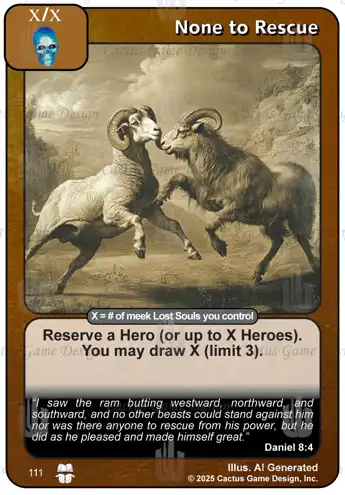 X/X
None to Rescue
X = # of meek Lost Souls you control
Reserve a Hero (or up to X Heroes).
You may draw X (limit 3).
"I saw the ram butting westward, northward, and
southward, and no other beasts could stand against him
nor was there anyone to rescue from his power, but he
did as he pleased and made himself great."
Daniel 8:4
111
Illus. AI Generated
© 2025 Cactus Game Design, Inc.
Cactus Game Design